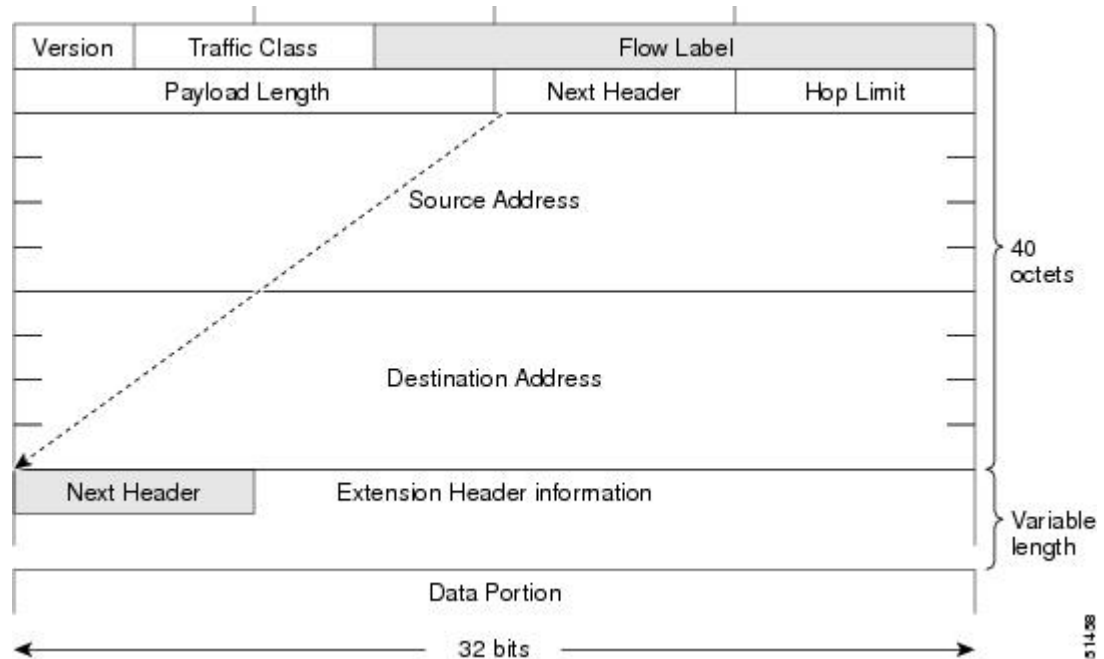 Version Traffic Class Flow Label
Payload Length Next Header Hop Limit
Source Address
40
octets
Destination Address
Next Header Extension Header information
Variable
length
Data Portion
32 bits
51458